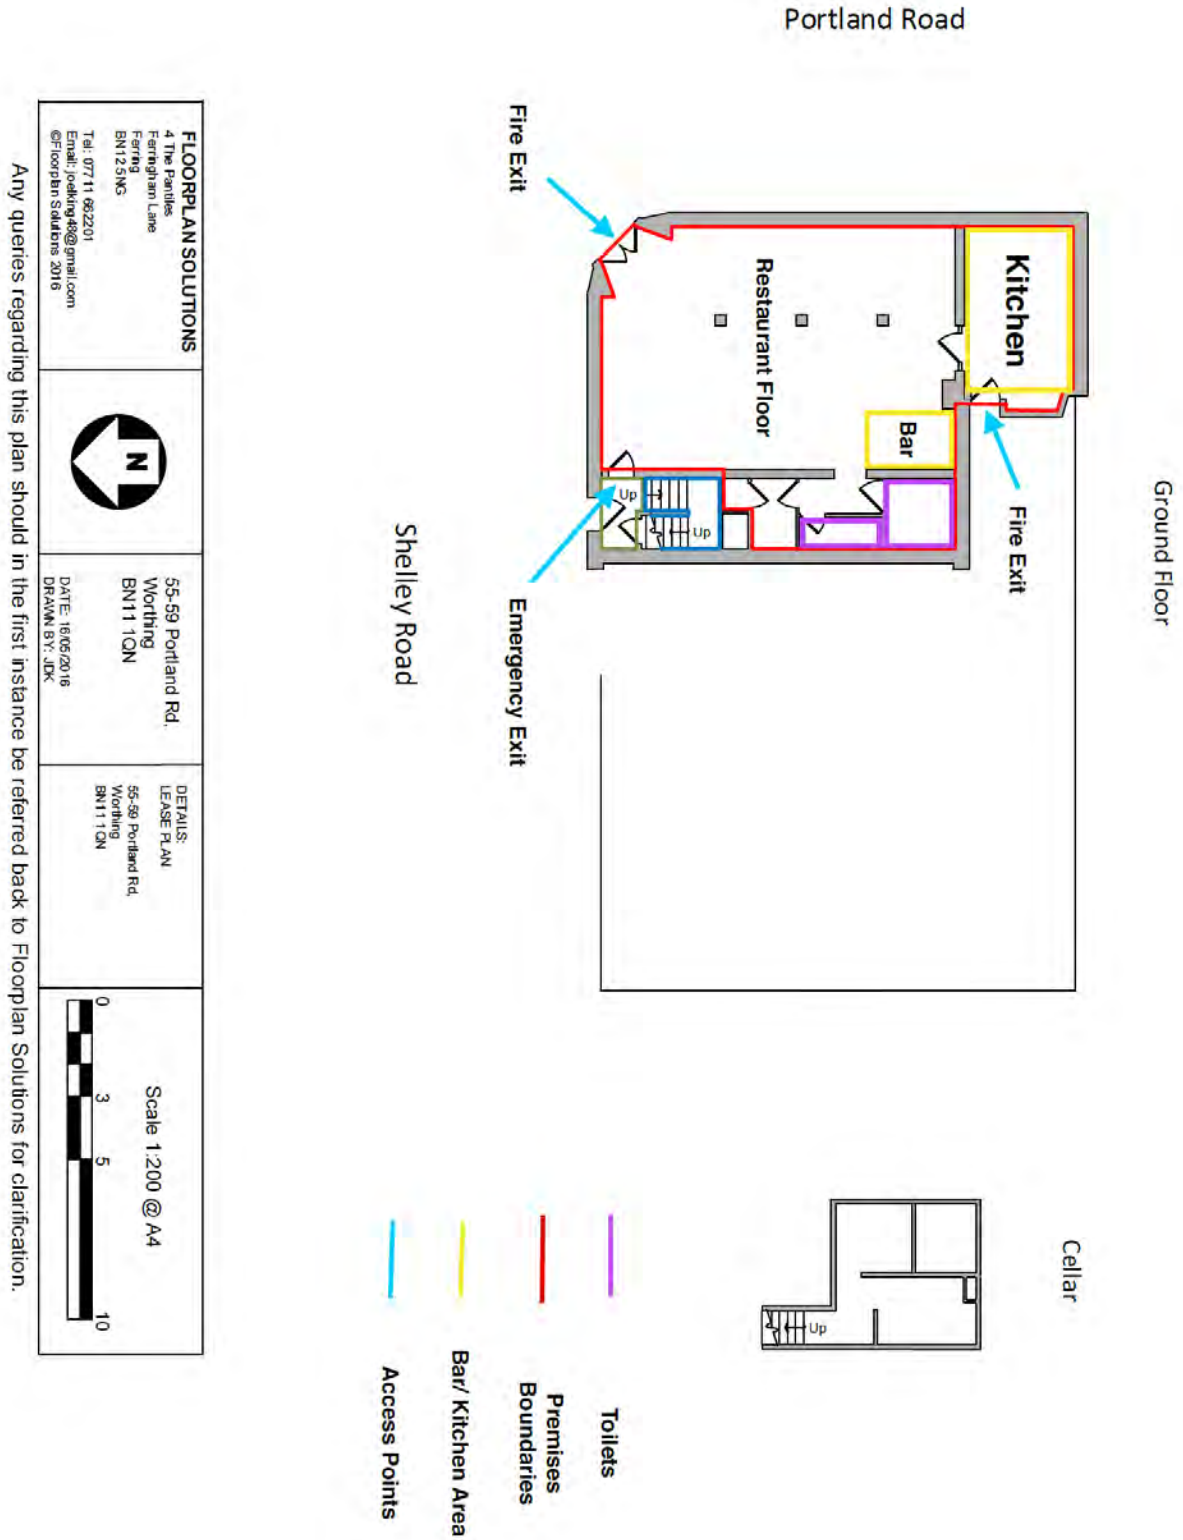 Portland Road
Ground Floor
Fire Exit
Kitchen
Restaurant Floor
Bar
Fire Exit
Up
Up
Emergency Exit
Shelley Road
Cellar
Up
Toilets
Premises
Boundaries
Bar/ Kitchen Area
Access Points
FLOORPLAN SOLUTIONS
4 The Pantiles
Ferringham Lane
Ferring
BN12 5NG
Tel: 07711 662201
Email: joelking48@gmail.com
©Floorplan Solutions 2016
N
55-59 Portland Rd,
Worthing
BN11 1QN
DATE: 16/05/2016
DRAWN BY: JDK
DETAILS:
LEASE PLAN
55-59 Portland Rd,
Worthing
BN11 1QN
Scale 1:200 @ A4
0 3 5 10
Any queries regarding this plan should in the first instance be referred back to Floorplan Solutions for clarification.